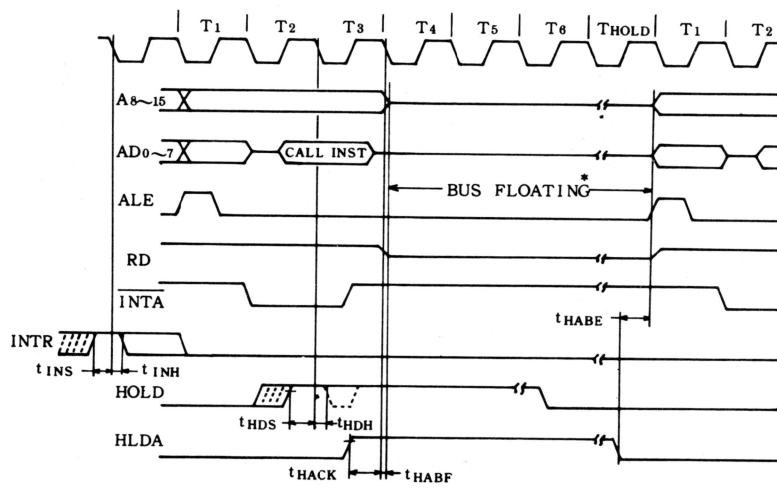 T1 T2 T3 T4 T5 T6 THOLD T1 T2
A8~15
AD0~7 CALL INST
BUS FLOATING*
ALE
RD
INTA
tHABE
INTR
tINS tINH
HOLD
tHDS tHDH
HLDA
tHACK tHABF